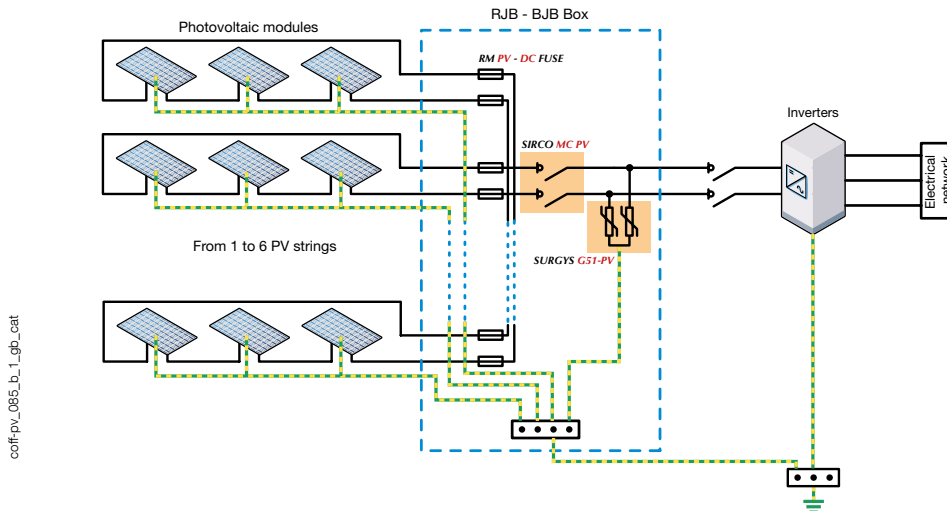 RJB - BJB Box
Photovoltaic modules
RM PV - DC FUSE
Inverters
SIRCO MC PV
Electrical
network
From 1 to 6 PV strings
SURGYS G51-PV
coff-pv_085_b_1_gb_cat